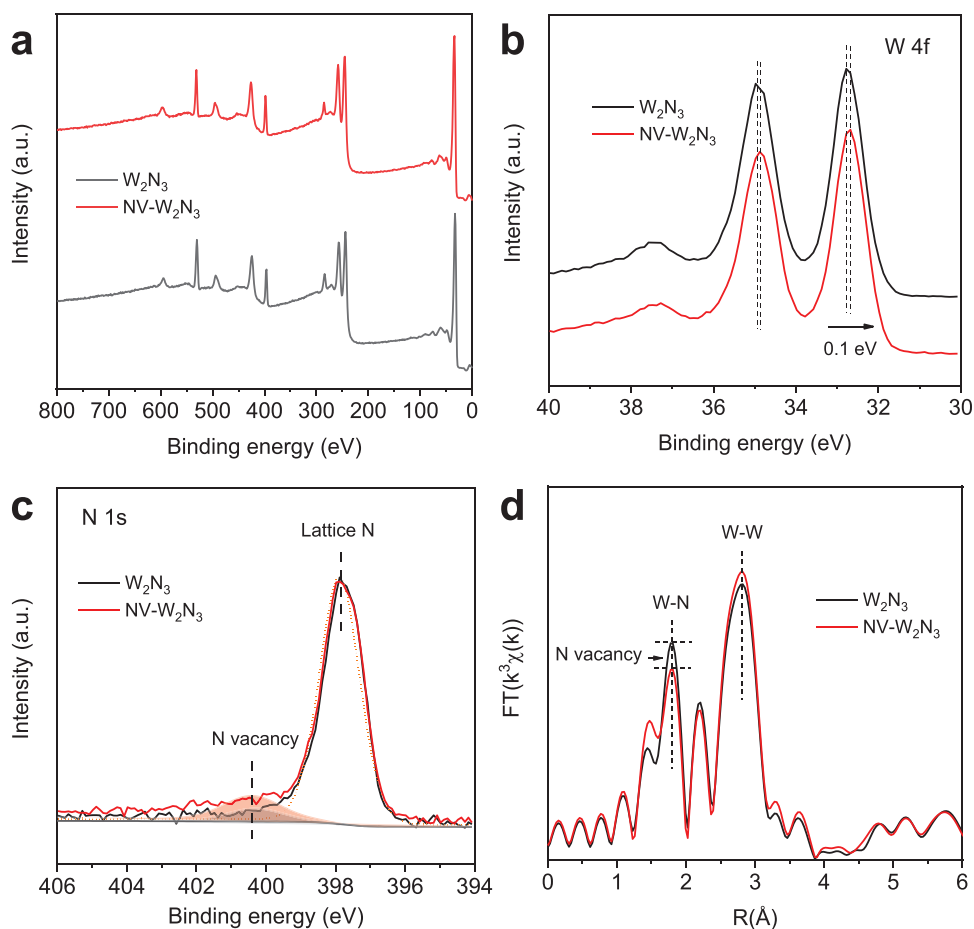 a
Intensity (a.u.)
W₂N₃
NV-W₂N₃
800 700 600 500 400 300 200 100 0
Binding energy (eV)
b
W 4f
Intensity (a.u.)
W₂N₃
NV-W₂N₃
0.1 eV
40 38 36 34 32 30
Binding energy (eV)
c
N 1s
Lattice N
Intensity (a.u.)
W₂N₃
NV-W₂N₃
N vacancy
406 404 402 400 398 396 394
Binding energy (eV)
d
W-W
W-N
FT(k³χ(k))
W₂N₃
NV-W₂N₃
N vacancy
0 1 2 3 4 5 6
R(Å)